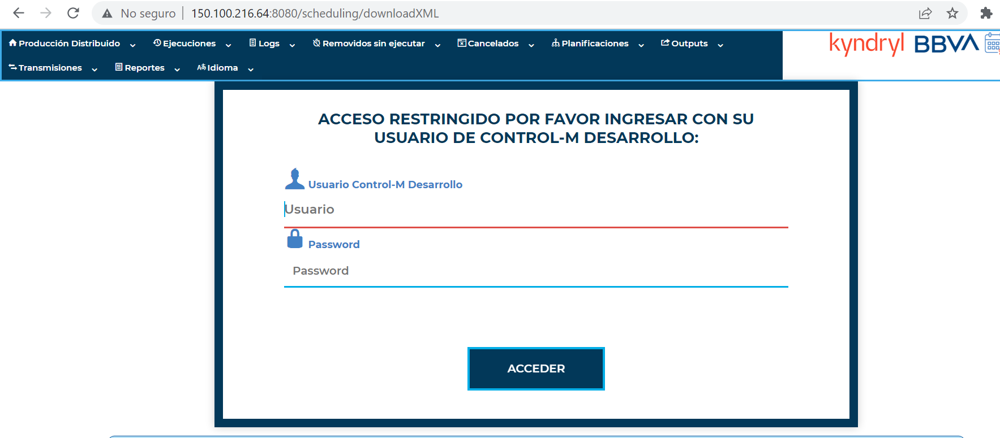 No seguro 150.100.216.64:8080/scheduling/downloadXML
Producción Distribuido Ejecuciones Logs Removidos sin ejecutar Cancelados Planificaciones Outputs
kyndryl BBVA
Transmisiones Reportes Idioma
ACCESO RESTRINGIDO POR FAVOR INGRESAR CON SU
USUARIO DE CONTROL-M DESARROLLO:
Usuario Control-M Desarrollo
Usuario
Password
Password
ACCEDER